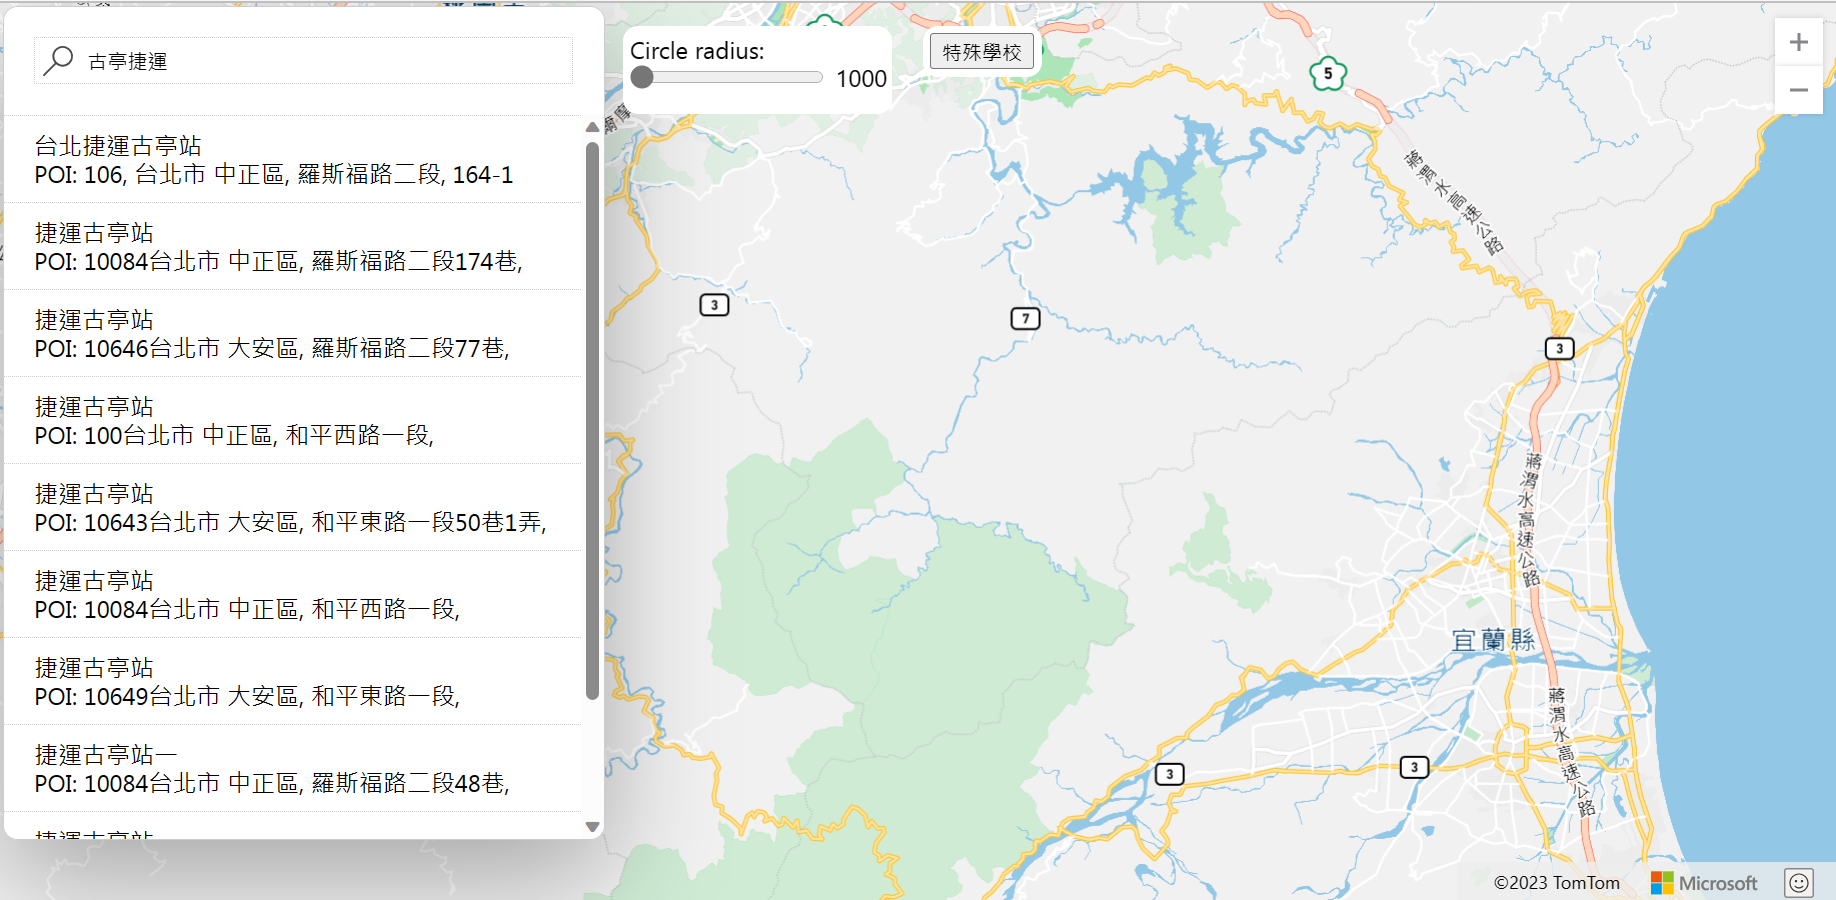 古亭捷運
台北捷運古亭站
POI: 106, 台北市 中正區, 羅斯福路二段, 164-1
捷運古亭站
POI: 10084台北市 中正區, 羅斯福路二段174巷,
捷運古亭站
POI: 10646台北市 大安區, 羅斯福路二段77巷,
捷運古亭站
POI: 100台北市 中正區, 和平西路一段,
捷運古亭站
POI: 10643台北市 大安區, 和平東路一段50巷1弄,
捷運古亭站
POI: 10084台北市 中正區, 和平西路一段,
捷運古亭站
POI: 10649台北市 大安區, 和平東路一段,
捷運古亭站一
POI: 10084台北市 中正區, 羅斯福路二段48巷,
捷運古亭站
Circle radius:
1000
特殊學校
5
蔣渭水高速公路
3
7
3
蔣渭水高速公路
宜蘭縣
蔣渭水高速公路
3
3
©2023 TomTom
Microsoft